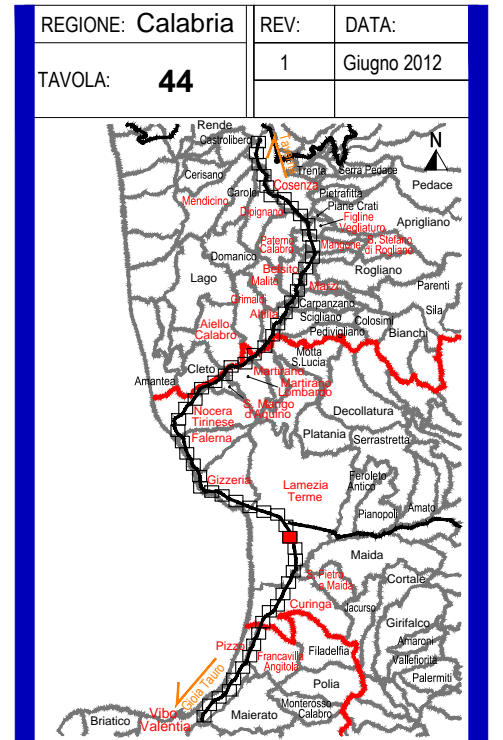 REGIONE: Calabria
REV:
DATA:
TAVOLA: 44
1
Giugno 2012
Rende
Castrolibero
N
Trenta
Serra Pedace
Cerisano
Cosenza
Pedace
Carolei
Pietrafitta
Mendicino
Dipignano
Piane Crati
Figline
Vegliaturo
Aprigliano
Paterno
Calabro
Mangone
S. Stefano
di Rogliano
Domanico
Belsito
Rogliano
Lago
Malito
Marzi
Parenti
Grimaldi
Carpanzano
Altilia
Scigliano
Sila
Aiello
Calabro
Colosimi
Pedivigliano
Bianchi
Motta
S.Lucia
Cleto
Martirano
Amantea
Martirano
Lombardo
S. Mango
d'Aquino
Nocera
Tirinese
Decollatura
Falerna
Platania
Serrastretta
Gizzeria
Lamezia
Terme
Feroleto
Antico
Pianopoli
Amato
Maida
S. Pietro
a Maida
Cortale
Curinga
Jacurso
Girifalco
Pizzo
Filadelfia
Amaroni
Francavilla
Angitola
Vallefiorita
Gioia Tauro
Polia
Palermiti
Monterosso
Calabro
Vibo
Valentia
Briatico
Maierato